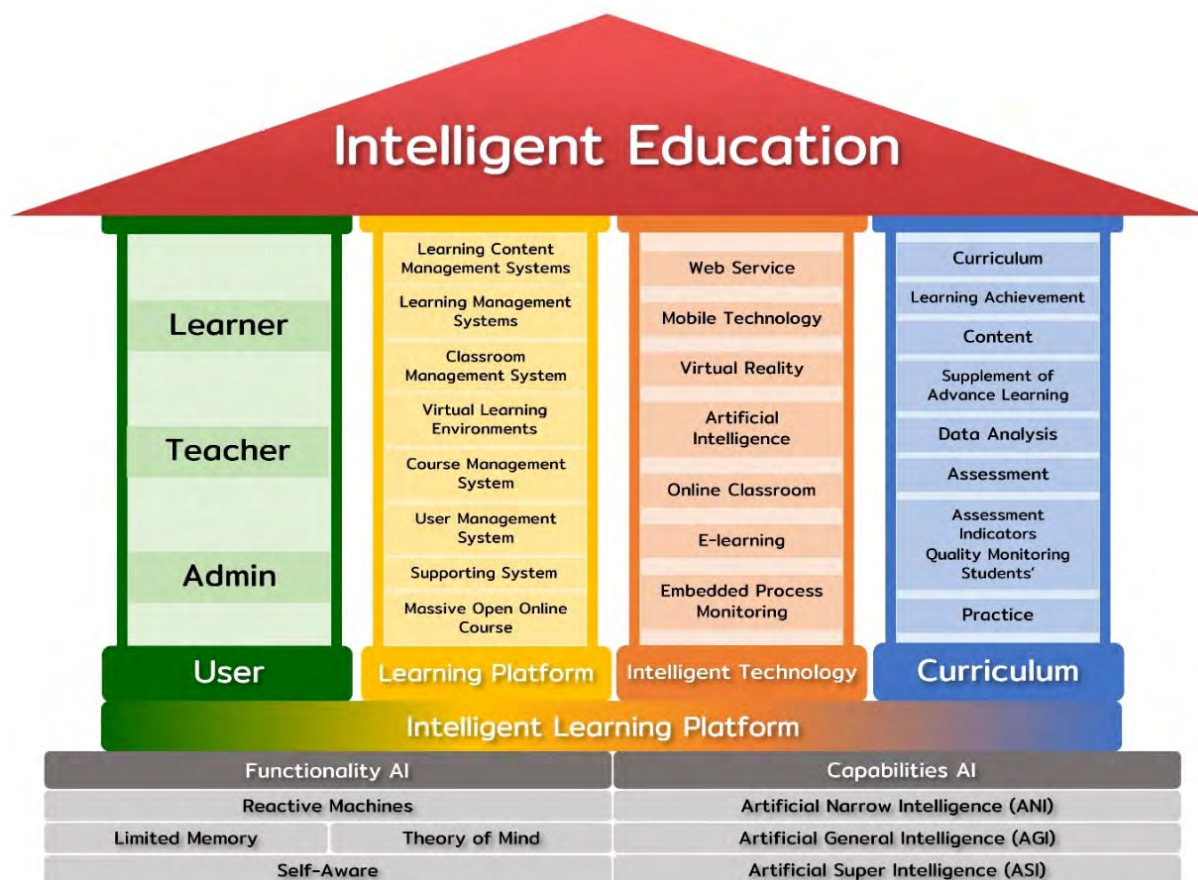 Intelligent Education
Learner
Teacher
Admin
User
Learning Content
Management Systems
Learning Management
Systems
Classroom
Management System
Virtual Learning
Environments
Course Management
System
User Management
System
Supporting System
Massive Open Online
Course
Learning Platform
Web Service
Mobile Technology
Virtual Reality
Artificial
Intelligence
Online Classroom
E-learning
Embedded Process
Monitoring
Intelligent Technology
Curriculum
Learning Achievement
Content
Supplement of
Advance Learning
Data Analysis
Assessment
Assessment
Indicators
Quality Monitoring
Students'
Practice
Curriculum
Intelligent Learning Platform
Functionality AI
Reactive Machines
Limited Memory
Theory of Mind
Self-Aware
Capabilities AI
Artificial Narrow Intelligence (ANI)
Artificial General Intelligence (AGI)
Artificial Super Intelligence (ASI)